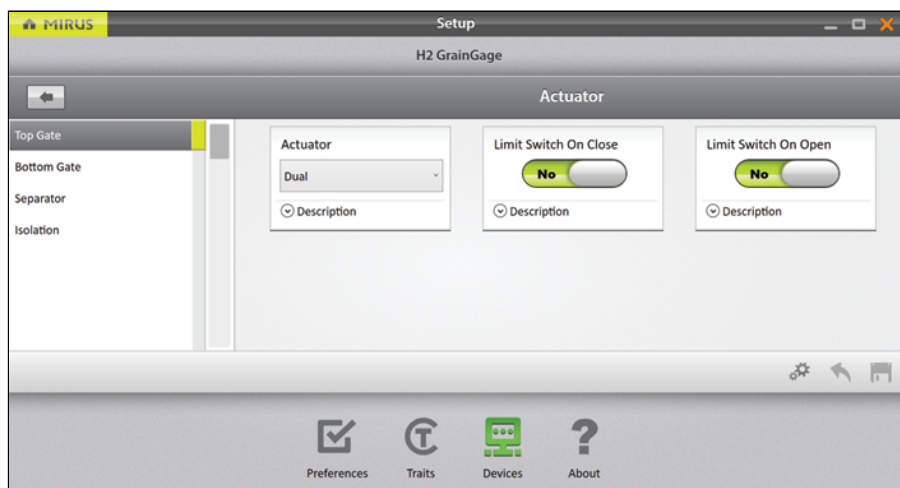 MIRUS
Setup
H2 GrainGage
Actuator
Top Gate
Bottom Gate
Separator
Isolation
Actuator
Dual
Description
Limit Switch On Close
No
Description
Limit Switch On Open
No
Description
Preferences
Traits
Devices
About